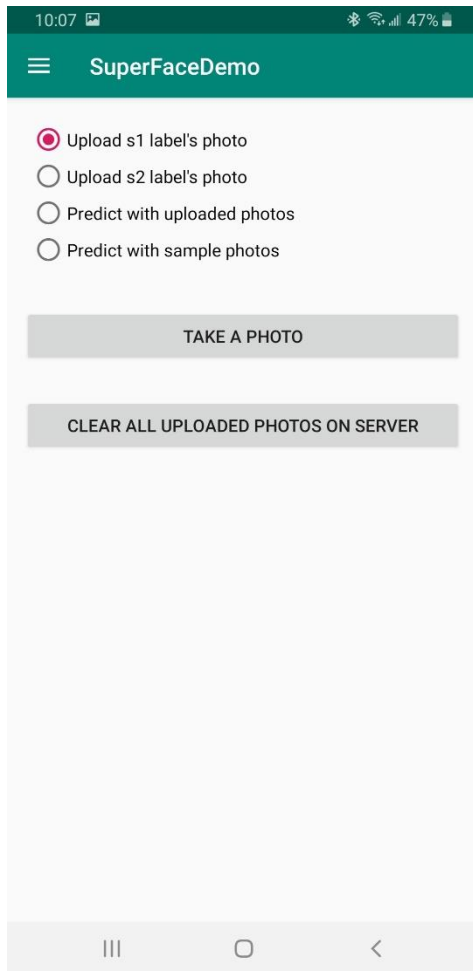 10:07 47%
SuperFaceDemo
Upload s1 label's photo
Upload s2 label's photo
Predict with uploaded photos
Predict with sample photos
TAKE A PHOTO
CLEAR ALL UPLOADED PHOTOS ON SERVER